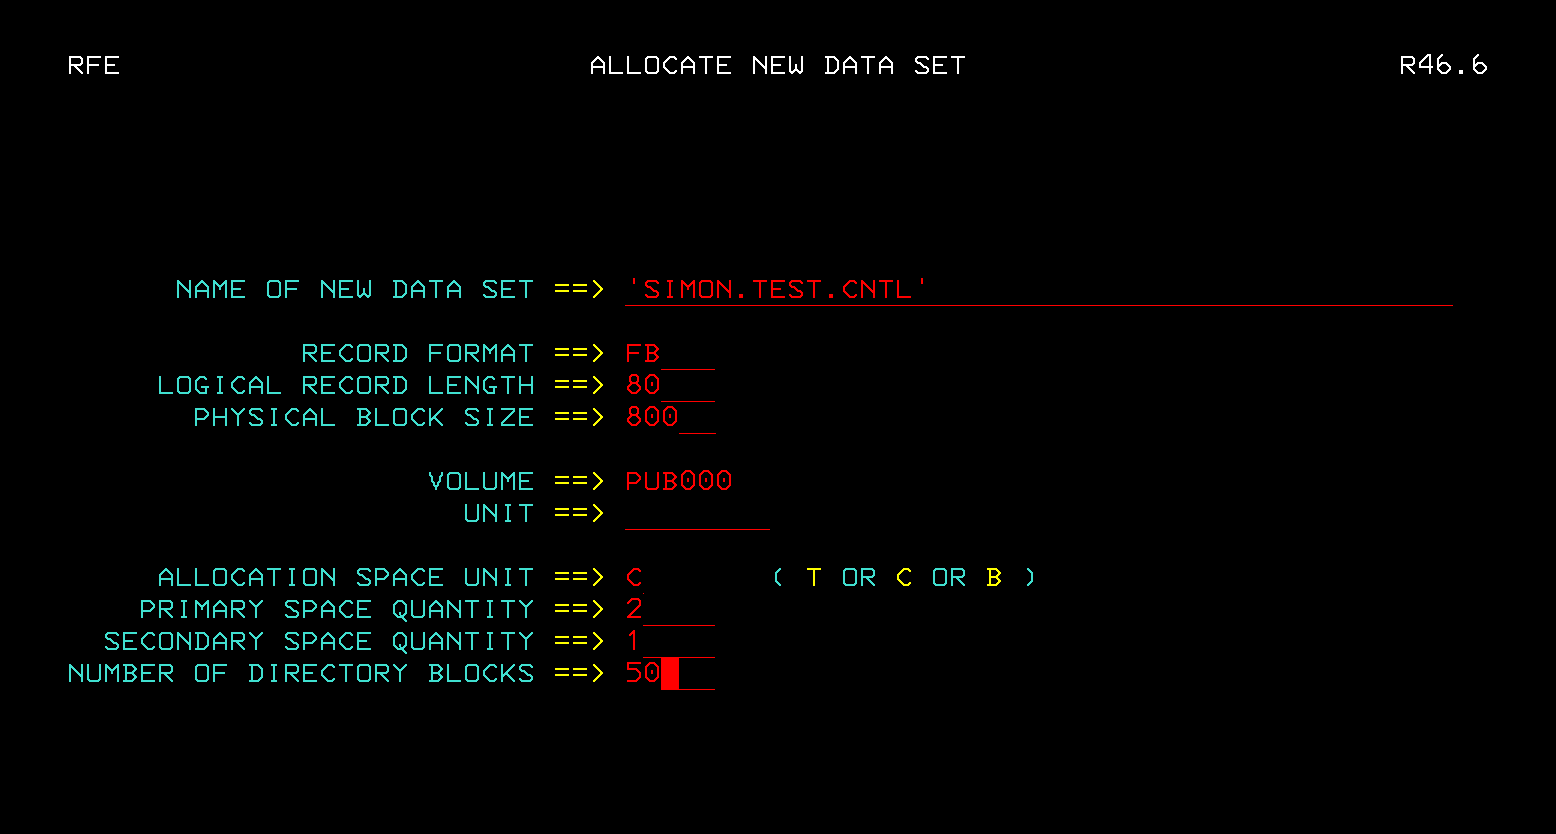 RFE ALLOCATE NEW DATA SET R46.6
NAME OF NEW DATA SET ==> 'SIMON.TEST.CNTL'
RECORD FORMAT ==> FB
LOGICAL RECORD LENGTH ==> 80
PHYSICAL BLOCK SIZE ==> 800
VOLUME ==> PUB000
UNIT ==>
ALLOCATION SPACE UNIT ==> C ( T OR C OR B )
PRIMARY SPACE QUANTITY ==> 2
SECONDARY SPACE QUANTITY ==> 1
NUMBER OF DIRECTORY BLOCKS ==> 50